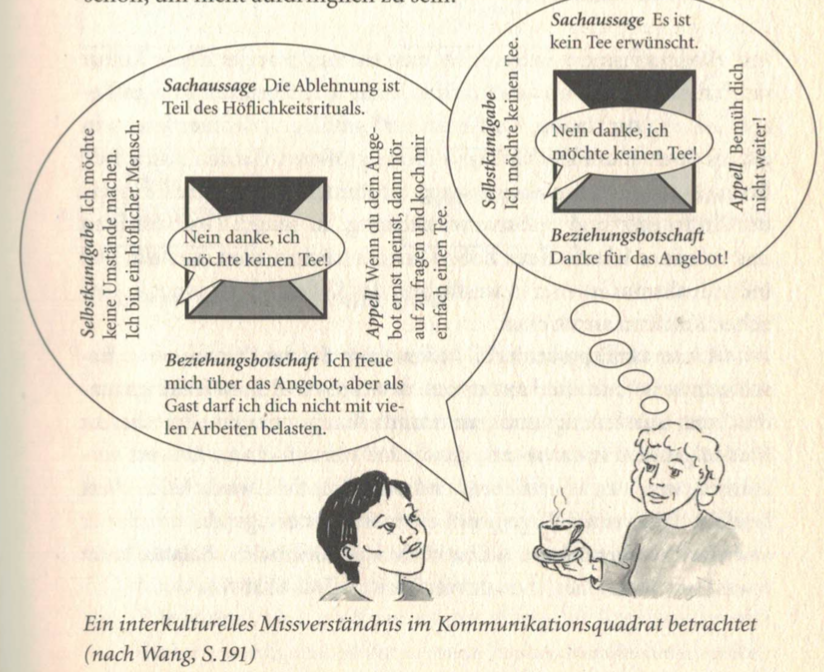 um nicht aufdringlich zu sein.
Sachaussage Die Ablehnung ist
Teil des Höflichkeitsrituals.
Selbstkundgabe Ich möchte
keine Umstände machen.
Ich bin ein höflicher Mensch.
Nein danke, ich
möchte keinen Tee!
Appell Wenn du dein Ange-
bot ernst meinst, dann hör
auf zu fragen und koch mir
einfach einen Tee.
Beziehungsbotschaft Ich freue
mich über das Angebot, aber als
Gast darf ich dich nicht mit vie-
len Arbeiten belasten.
Sachaussage Es ist
kein Tee erwünscht.
Selbstkundgabe
Ich möchte keinen Tee.
Nein danke, ich
möchte keinen Tee!
Appell Bemüh dich
nicht weiter!
Beziehungsbotschaft
Danke für das Angebot!
Ein interkulturelles Missverständnis im Kommunikationsquadrat betrachtet
(nach Wang, S.191)